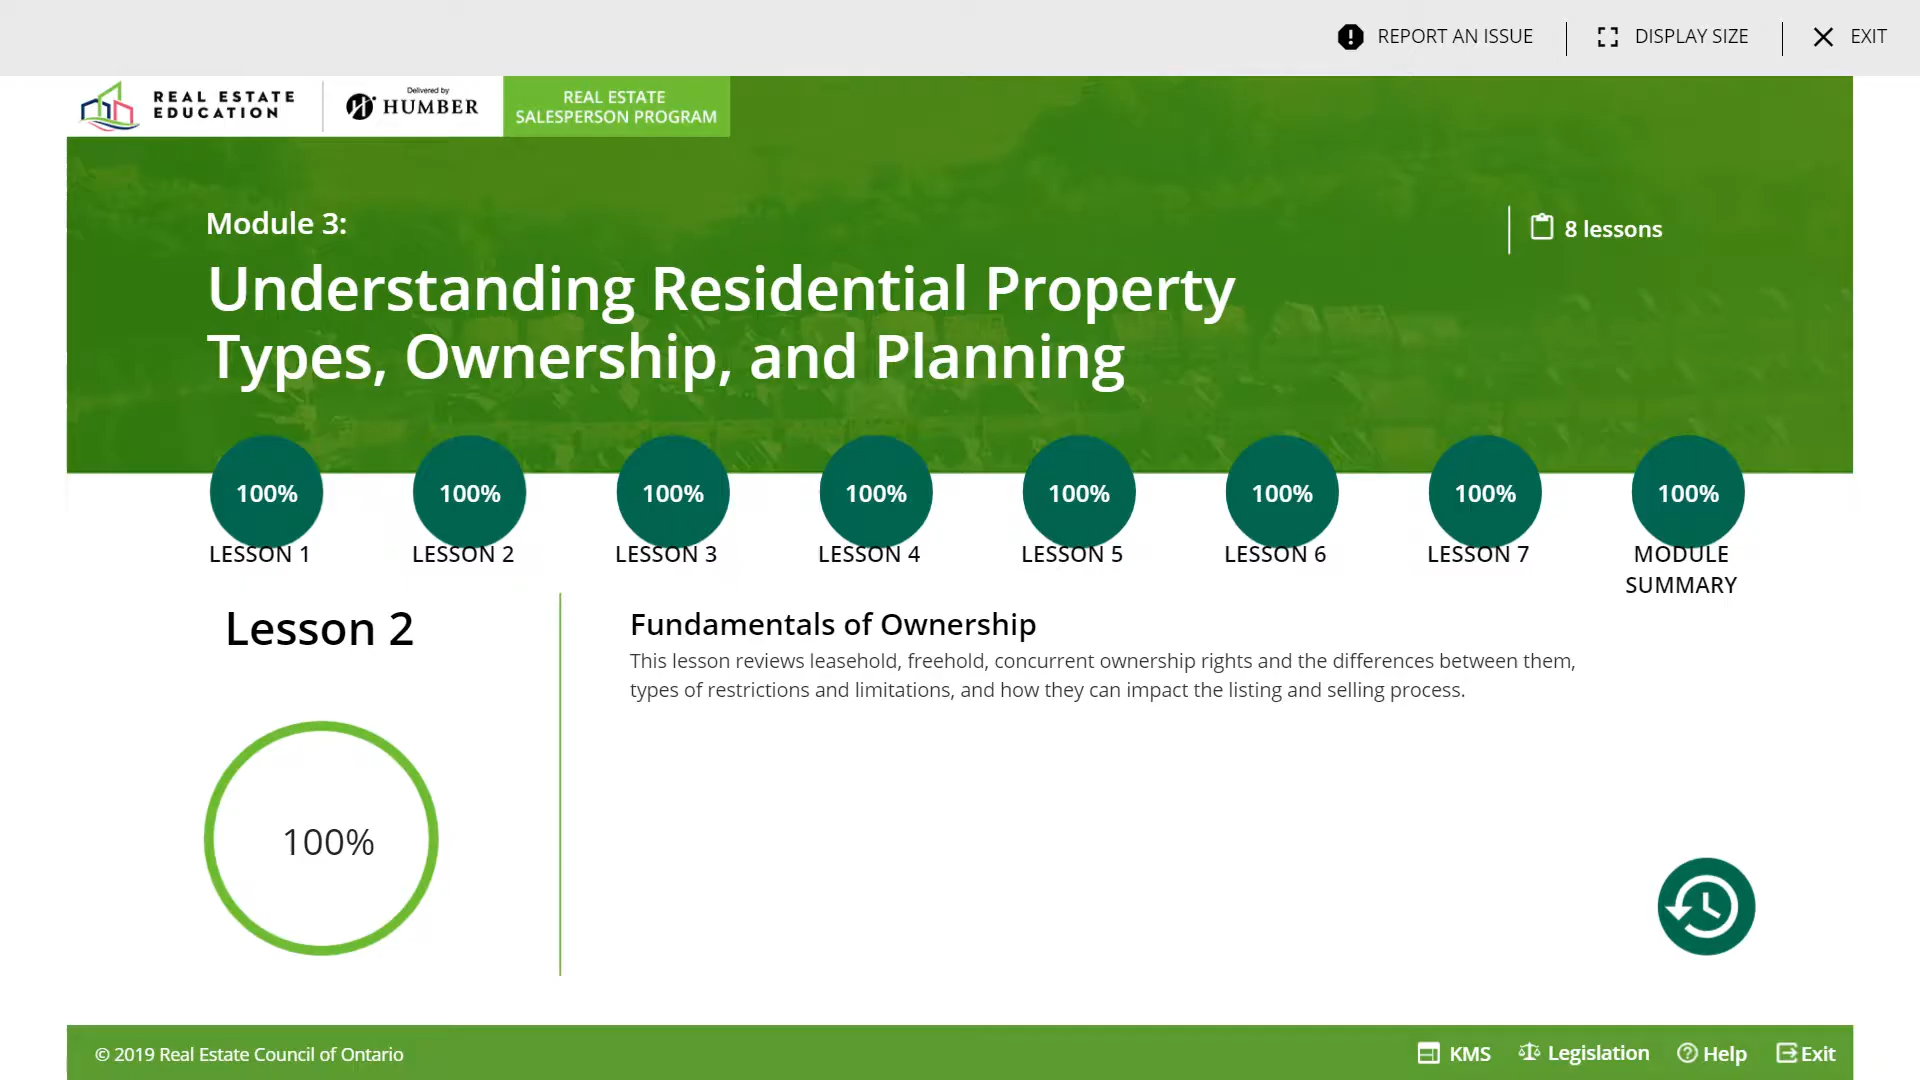 REPORT AN ISSUE
DISPLAY SIZE
EXIT
REAL ESTATE
EDUCATION
Delivered by
HUMBER
REAL ESTATE
SALESPERSON PROGRAM
Module 3:
8 lessons
Understanding Residential Property
Types, Ownership, and Planning
100% 100% 100% 100% 100% 100% 100% 100%
LESSON 1 LESSON 2 LESSON 3 LESSON 4 LESSON 5 LESSON 6 LESSON 7 MODULE
SUMMARY
Lesson 2
100%
Fundamentals of Ownership
This lesson reviews leasehold, freehold, concurrent ownership rights and the differences between them,
types of restrictions and limitations, and how they can impact the listing and selling process.
© 2019 Real Estate Council of Ontario
KMS
Legislation
Help
Exit